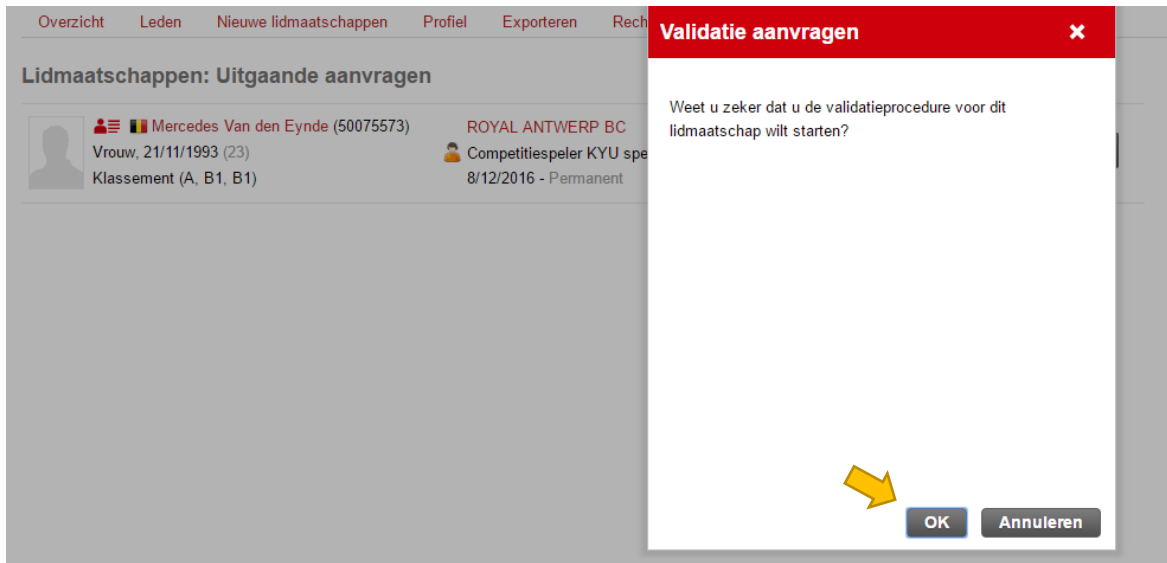 Overzicht Leden Nieuwe lidmaatschappen Profiel Exporteren Rech
Validatie aanvragen
Lidmaatschappen: Uitgaande aanvragen
Weet u zeker dat u de validatieprocedure voor dit
lidmaatschap wilt starten?
Mercedes Van den Eynde (50075573) ROYAL ANTWERP BC
Vrouw, 21/11/1993 (23) Competitiespeler KYU spe
Klassement (A, B1, B1) 8/12/2016 - Permanent
OK Annuleren